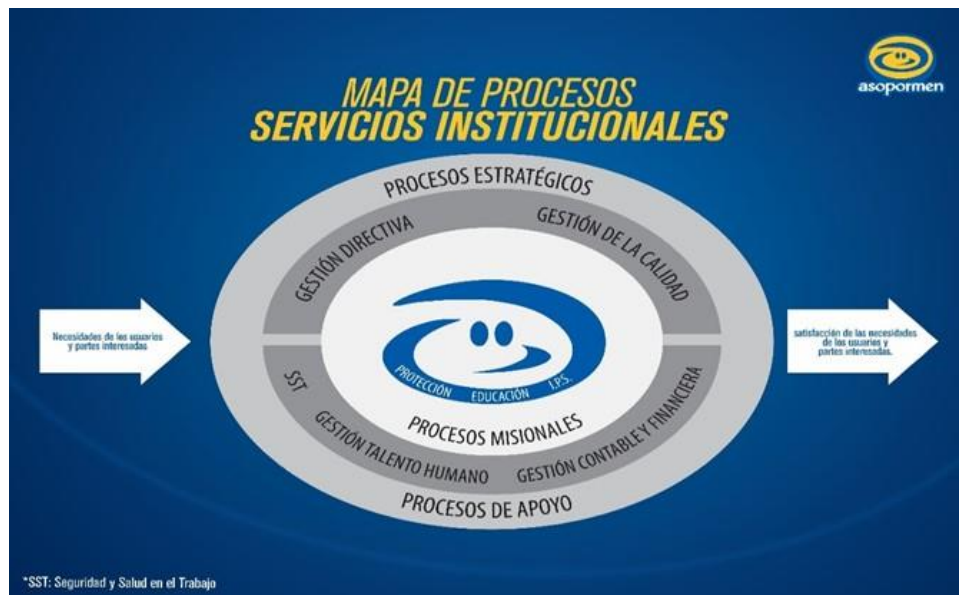 asopormen
MAPA DE PROCESOS
SERVICIOS INSTITUCIONALES
PROCESOS ESTRATÉGICOS
GESTIÓN DIRECTIVA
GESTIÓN DE LA CALIDAD
Necesidades de los usuarios
y partes interesadas
satisfacción de las necesidades
de los usuarios y
partes interesadas.
PROTECCIÓN EDUCACIÓN I.P.S.
PROCESOS MISIONALES
SST
GESTIÓN TALENTO HUMANO
GESTIÓN CONTABLE Y FINANCIERA
PROCESOS DE APOYO
*SST: Seguridad y Salud en el Trabajo